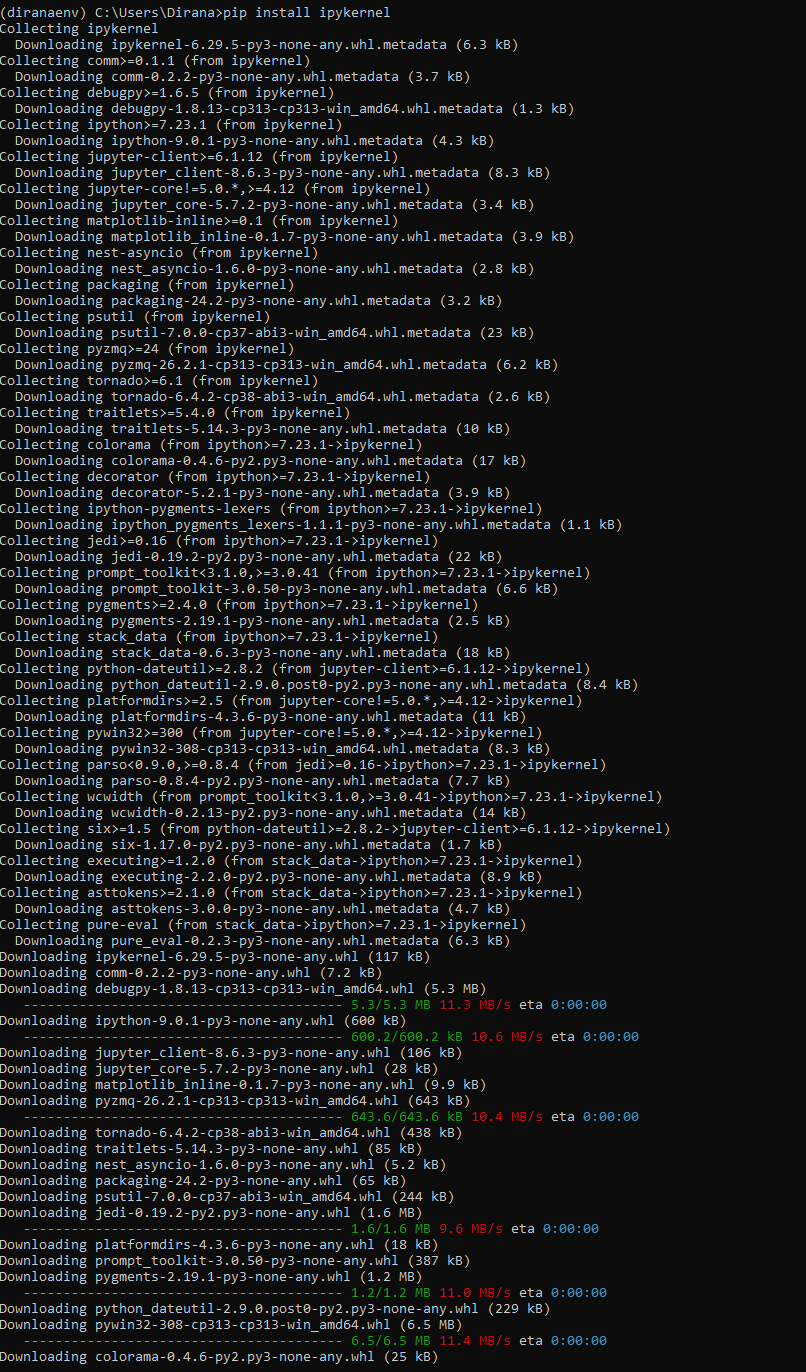 (diranaenv) C:\Users\Dirana>pip install ipykernel
Collecting ipykernel
  Downloading ipykernel-6.29.5-py3-none-any.whl.metadata (6.3 kB)
Collecting comm>=0.1.1 (from ipykernel)
  Downloading comm-0.2.2-py3-none-any.whl.metadata (3.7 kB)
Collecting debugpy>=1.6.5 (from ipykernel)
  Downloading debugpy-1.8.13-cp313-cp313-win_amd64.whl.metadata (1.3 kB)
Collecting ipython>=7.23.1 (from ipykernel)
  Downloading ipython-9.0.1-py3-none-any.whl.metadata (4.3 kB)
Collecting jupyter-client>=6.1.12 (from ipykernel)
  Downloading jupyter_client-8.6.3-py3-none-any.whl.metadata (8.3 kB)
Collecting jupyter-core!=5.0.*,>=4.12 (from ipykernel)
  Downloading jupyter_core-5.7.2-py3-none-any.whl.metadata (3.4 kB)
Collecting matplotlib-inline>=0.1 (from ipykernel)
  Downloading matplotlib_inline-0.1.7-py3-none-any.whl.metadata (3.9 kB)
Collecting nest-asyncio (from ipykernel)
  Downloading nest_asyncio-1.6.0-py3-none-any.whl.metadata (2.8 kB)
Collecting packaging (from ipykernel)
  Downloading packaging-24.2-py3-none-any.whl.metadata (3.2 kB)
Collecting psutil (from ipykernel)
  Downloading psutil-7.0.0-cp37-abi3-win_amd64.whl.metadata (23 kB)
Collecting pyzmq>=24 (from ipykernel)
  Downloading pyzmq-26.2.1-cp313-cp313-win_amd64.whl.metadata (6.2 kB)
Collecting tornado>=6.1 (from ipykernel)
  Downloading tornado-6.4.2-cp38-abi3-win_amd64.whl.metadata (2.6 kB)
Collecting traitlets>=5.4.0 (from ipykernel)
  Downloading traitlets-5.14.3-py3-none-any.whl.metadata (10 kB)
Collecting colorama (from ipython>=7.23.1->ipykernel)
  Downloading colorama-0.4.6-py2.py3-none-any.whl.metadata (17 kB)
Collecting decorator (from ipython>=7.23.1->ipykernel)
  Downloading decorator-5.2.1-py3-none-any.whl.metadata (3.9 kB)
Collecting ipython-pygments-lexers (from ipython>=7.23.1->ipykernel)
  Downloading ipython_pygments_lexers-1.1.1-py3-none-any.whl.metadata (1.1 kB)
Collecting jedi>=0.16 (from ipython>=7.23.1->ipykernel)
  Downloading jedi-0.19.2-py2.py3-none-any.whl.metadata (22 kB)
Collecting prompt_toolkit<3.1.0,>=3.0.41 (from ipython>=7.23.1->ipykernel)
  Downloading prompt_toolkit-3.0.50-py3-none-any.whl.metadata (6.6 kB)
Collecting pygments>=2.4.0 (from ipython>=7.23.1->ipykernel)
  Downloading pygments-2.19.1-py3-none-any.whl.metadata (2.5 kB)
Collecting stack_data (from ipython>=7.23.1->ipykernel)
  Downloading stack_data-0.6.3-py3-none-any.whl.metadata (18 kB)
Collecting python-dateutil>=2.8.2 (from jupyter-client>=6.1.12->ipykernel)
  Downloading python_dateutil-2.9.0.post0-py2.py3-none-any.whl.metadata (8.4 kB)
Collecting platformdirs>=2.5 (from jupyter-core!=5.0.*,>=4.12->ipykernel)
  Downloading platformdirs-4.3.6-py3-none-any.whl.metadata (11 kB)
Collecting pywin32>=300 (from jupyter-core!=5.0.*,>=4.12->ipykernel)
  Downloading pywin32-308-cp313-cp313-win_amd64.whl.metadata (8.3 kB)
Collecting parso<0.9.0,>=0.8.4 (from jedi>=0.16->ipython>=7.23.1->ipykernel)
  Downloading parso-0.8.4-py2.py3-none-any.whl.metadata (7.7 kB)
Collecting wcwidth (from prompt_toolkit<3.1.0,>=3.0.41->ipython>=7.23.1->ipykernel)
  Downloading wcwidth-0.2.13-py2.py3-none-any.whl.metadata (14 kB)
Collecting six>=1.5 (from python-dateutil>=2.8.2->jupyter-client>=6.1.12->ipykernel)
  Downloading six-1.17.0-py2.py3-none-any.whl.metadata (1.7 kB)
Collecting executing>=1.2.0 (from stack_data->ipython>=7.23.1->ipykernel)
  Downloading executing-2.2.0-py2.py3-none-any.whl.metadata (8.9 kB)
Collecting asttokens>=2.1.0 (from stack_data->ipython>=7.23.1->ipykernel)
  Downloading asttokens-3.0.0-py3-none-any.whl.metadata (4.7 kB)
Collecting pure-eval (from stack_data->ipython>=7.23.1->ipykernel)
  Downloading pure_eval-0.2.3-py3-none-any.whl.metadata (6.3 kB)
Downloading ipykernel-6.29.5-py3-none-any.whl (117 kB)
Downloading comm-0.2.2-py3-none-any.whl (7.2 kB)
Downloading debugpy-1.8.13-cp313-cp313-win_amd64.whl (5.3 MB)
   ---------------------------------------- 5.3/5.3 MB 11.3 MB/s eta 0:00:00
Downloading ipython-9.0.1-py3-none-any.whl (600 kB)
   ---------------------------------------- 600.2/600.2 kB 10.6 MB/s eta 0:00:00
Downloading jupyter_client-8.6.3-py3-none-any.whl (106 kB)
Downloading jupyter_core-5.7.2-py3-none-any.whl (28 kB)
Downloading matplotlib_inline-0.1.7-py3-none-any.whl (9.9 kB)
Downloading pyzmq-26.2.1-cp313-cp313-win_amd64.whl (643 kB)
   ---------------------------------------- 643.6/643.6 kB 10.4 MB/s eta 0:00:00
Downloading tornado-6.4.2-cp38-abi3-win_amd64.whl (438 kB)
Downloading traitlets-5.14.3-py3-none-any.whl (85 kB)
Downloading nest_asyncio-1.6.0-py3-none-any.whl (5.2 kB)
Downloading packaging-24.2-py3-none-any.whl (65 kB)
Downloading psutil-7.0.0-cp37-abi3-win_amd64.whl (244 kB)
Downloading jedi-0.19.2-py2.py3-none-any.whl (1.6 MB)
   ---------------------------------------- 1.6/1.6 MB 9.6 MB/s eta 0:00:00
Downloading platformdirs-4.3.6-py3-none-any.whl (18 kB)
Downloading prompt_toolkit-3.0.50-py3-none-any.whl (387 kB)
Downloading pygments-2.19.1-py3-none-any.whl (1.2 MB)
   ---------------------------------------- 1.2/1.2 MB 11.0 MB/s eta 0:00:00
Downloading python_dateutil-2.9.0.post0-py2.py3-none-any.whl (229 kB)
Downloading pywin32-308-cp313-cp313-win_amd64.whl (6.5 MB)
   ---------------------------------------- 6.5/6.5 MB 11.4 MB/s eta 0:00:00
Downloading colorama-0.4.6-py2.py3-none-any.whl (25 kB)